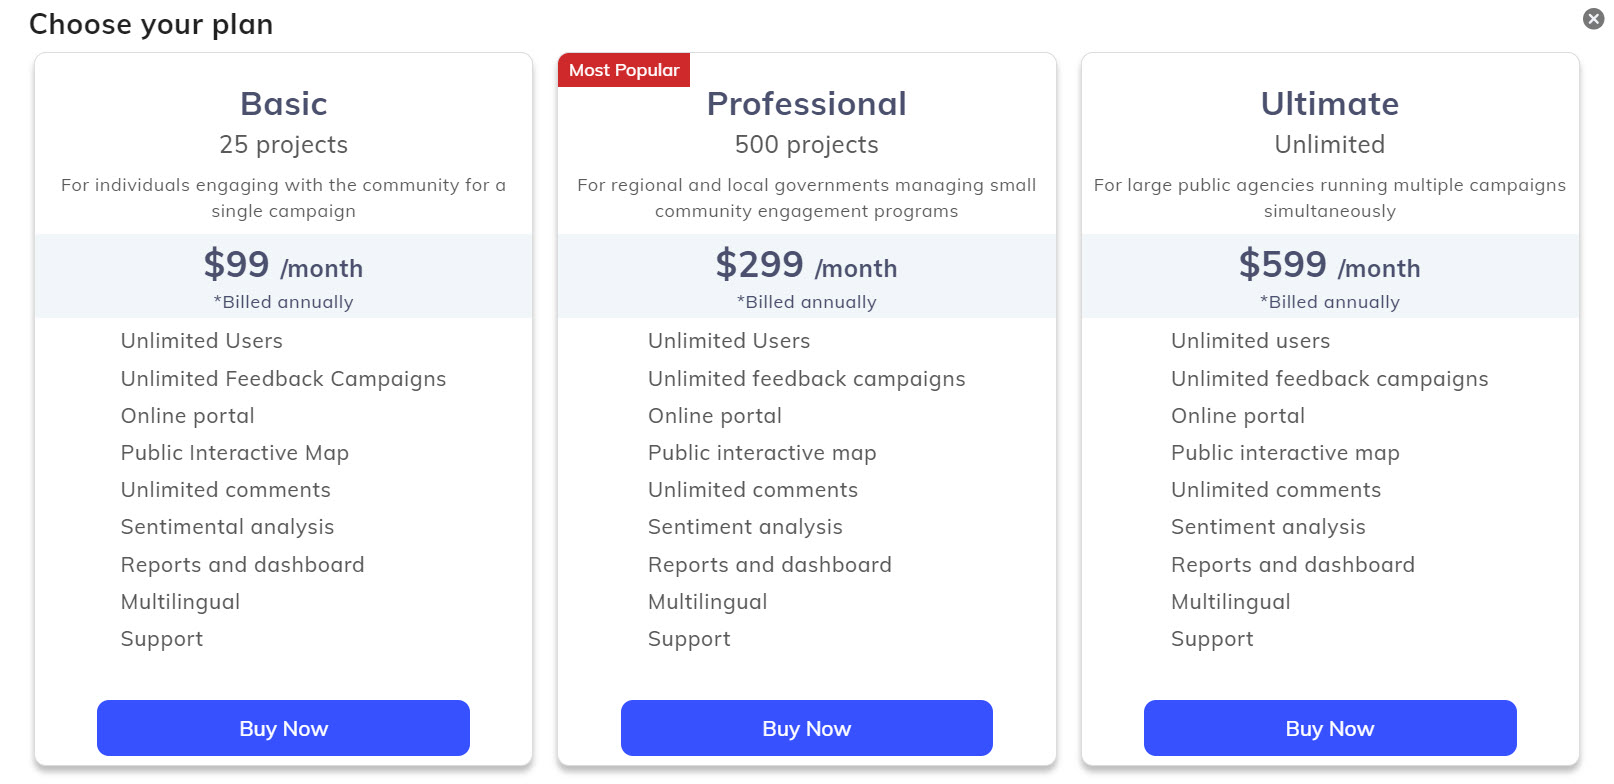 Choose your plan
Basic
25 projects
For individuals engaging with the community for a
single campaign
$99 /month
*Billed annually
Unlimited Users
Unlimited Feedback Campaigns
Online portal
Public Interactive Map
Unlimited comments
Sentimental analysis
Reports and dashboard
Multilingual
Support
Buy Now
Most Popular
Professional
500 projects
For regional and local governments managing small
community engagement programs
$299 /month
*Billed annually
Unlimited Users
Unlimited feedback campaigns
Online portal
Public interactive map
Unlimited comments
Sentiment analysis
Reports and dashboard
Multilingual
Support
Buy Now
Ultimate
Unlimited
For large public agencies running multiple campaigns
simultaneously
$599 /month
*Billed annually
Unlimited users
Unlimited feedback campaigns
Online portal
Public interactive map
Unlimited comments
Sentiment analysis
Reports and dashboard
Multilingual
Support
Buy Now